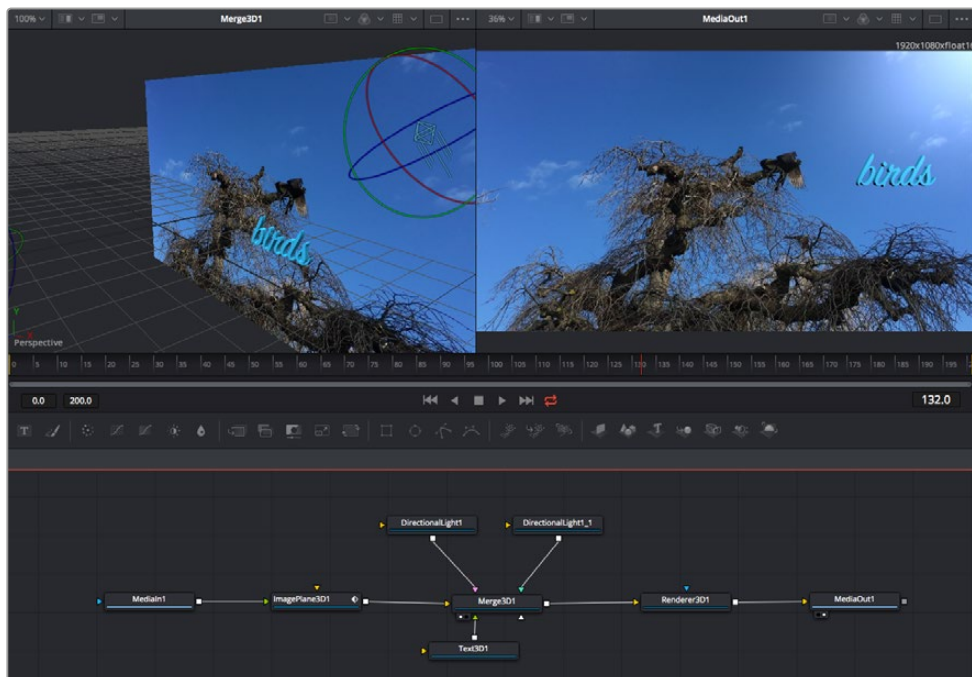 100%
Merge3D1
36%
MediaOut1
1920x1080xfloat1
birds
birds
Y
X
Perspective
0 5 10 15 20 25 30 35 40 45 50 55 60 65 70 75 80 85 90 95 100 105 110 115 120 125 130 135 140 145 150 155 160 165 170 175 180 185 190 195
0.0 200.0 132.0
T
DirectionalLight1 DirectionalLight1_1
MediaIn1 ImagePlane3D1 Merge3D1 Renderer3D1 MediaOut1
Text3D1